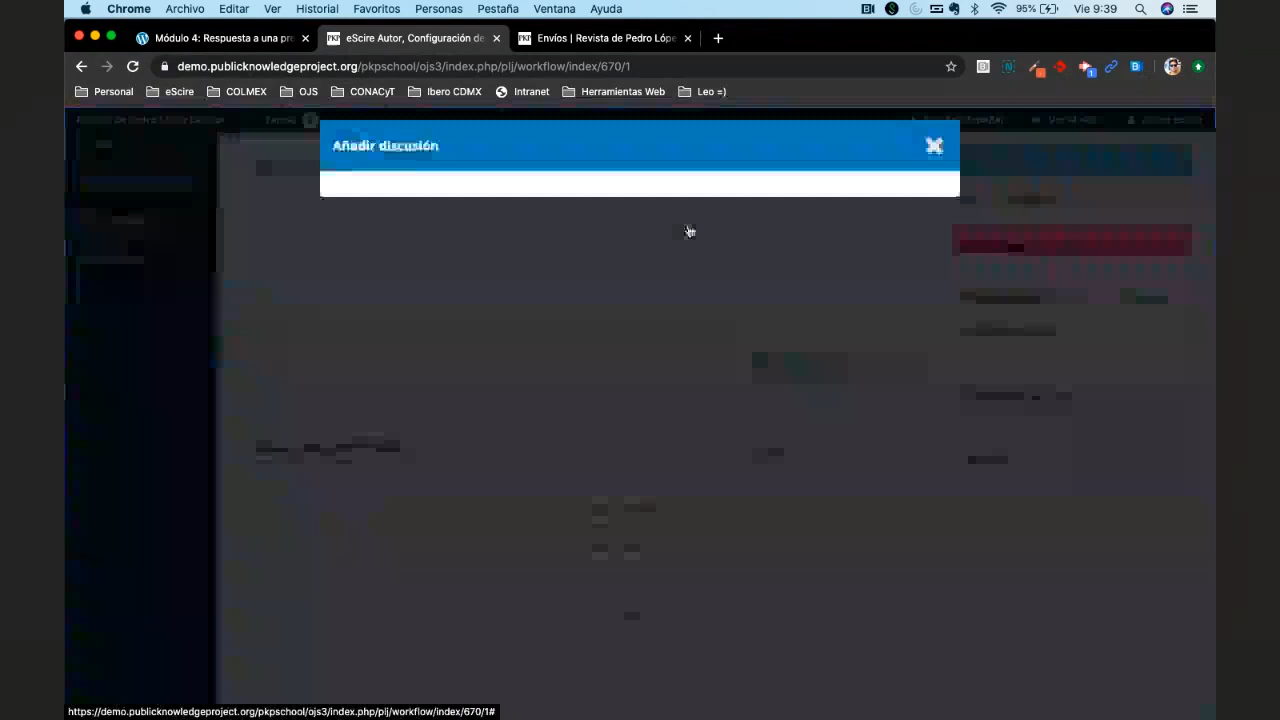 Chrome Archivo Editar Ver Historial Favoritos Personas Pestaña Ventana Ayuda 95% Vie 9:39
Módulo 4: Respuesta a una pre eScire Autor, Configuración de Envíos | Revista de Pedro Lópe
demo.publicknowledgeproject.org/pkpschool/ojs3/index.php/plj/workflow/index/670/1
Personal eScire COLMEX OJS CONACyT Ibero CDMX Intranet Herramientas Web Leo =)
Añadir discusión
https://demo.publicknowledgeproject.org/pkpschool/ojs3/index.php/plj/workflow/index/670/1#